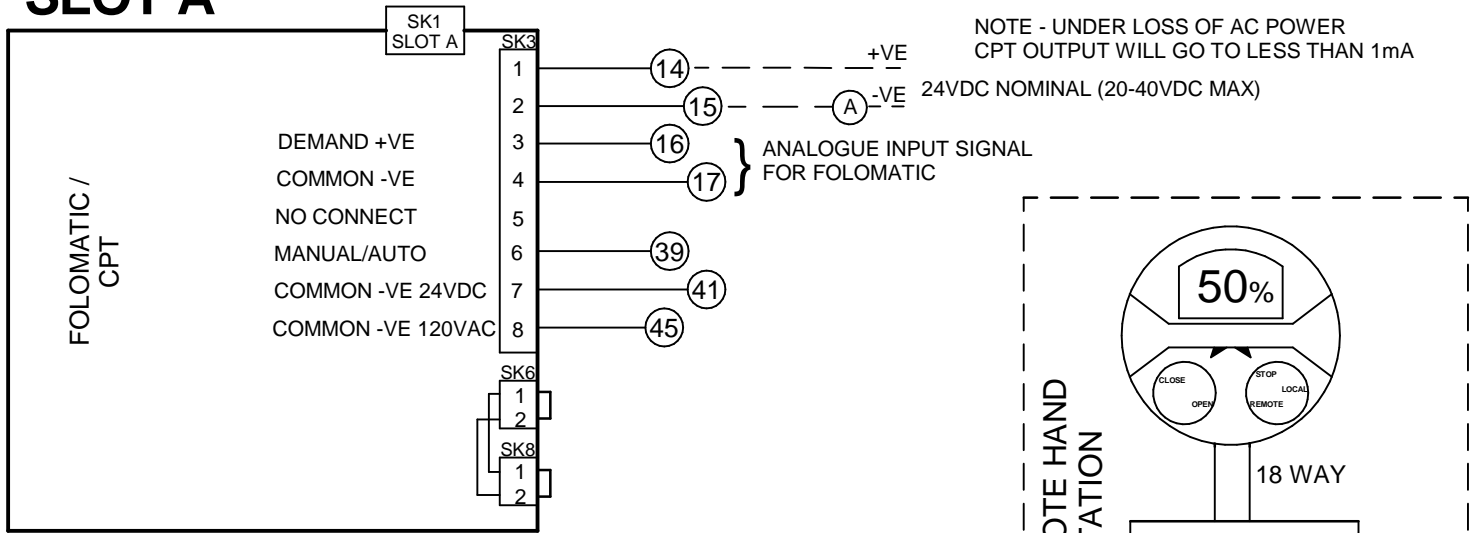 SLOT A
SK1
SLOT A
SK3
NOTE - UNDER LOSS OF AC POWER
CPT OUTPUT WILL GO TO LESS THAN 1mA
1
14
+VE
2
15
A
-VE
24VDC NOMINAL (20-40VDC MAX)
DEMAND +VE
3
16
ANALOGUE INPUT SIGNAL
FOR FOLOMATIC
COMMON -VE
4
17
NO CONNECT
5
MANUAL/AUTO
6
39
COMMON -VE 24VDC
7
41
COMMON -VE 120VAC
8
45
FOLOMATIC /
CPT
SK6
1
2
SK8
1
2
50%
CLOSE
OPEN
STOP
LOCAL
REMOTE
18 WAY
OTE HAND
TATION